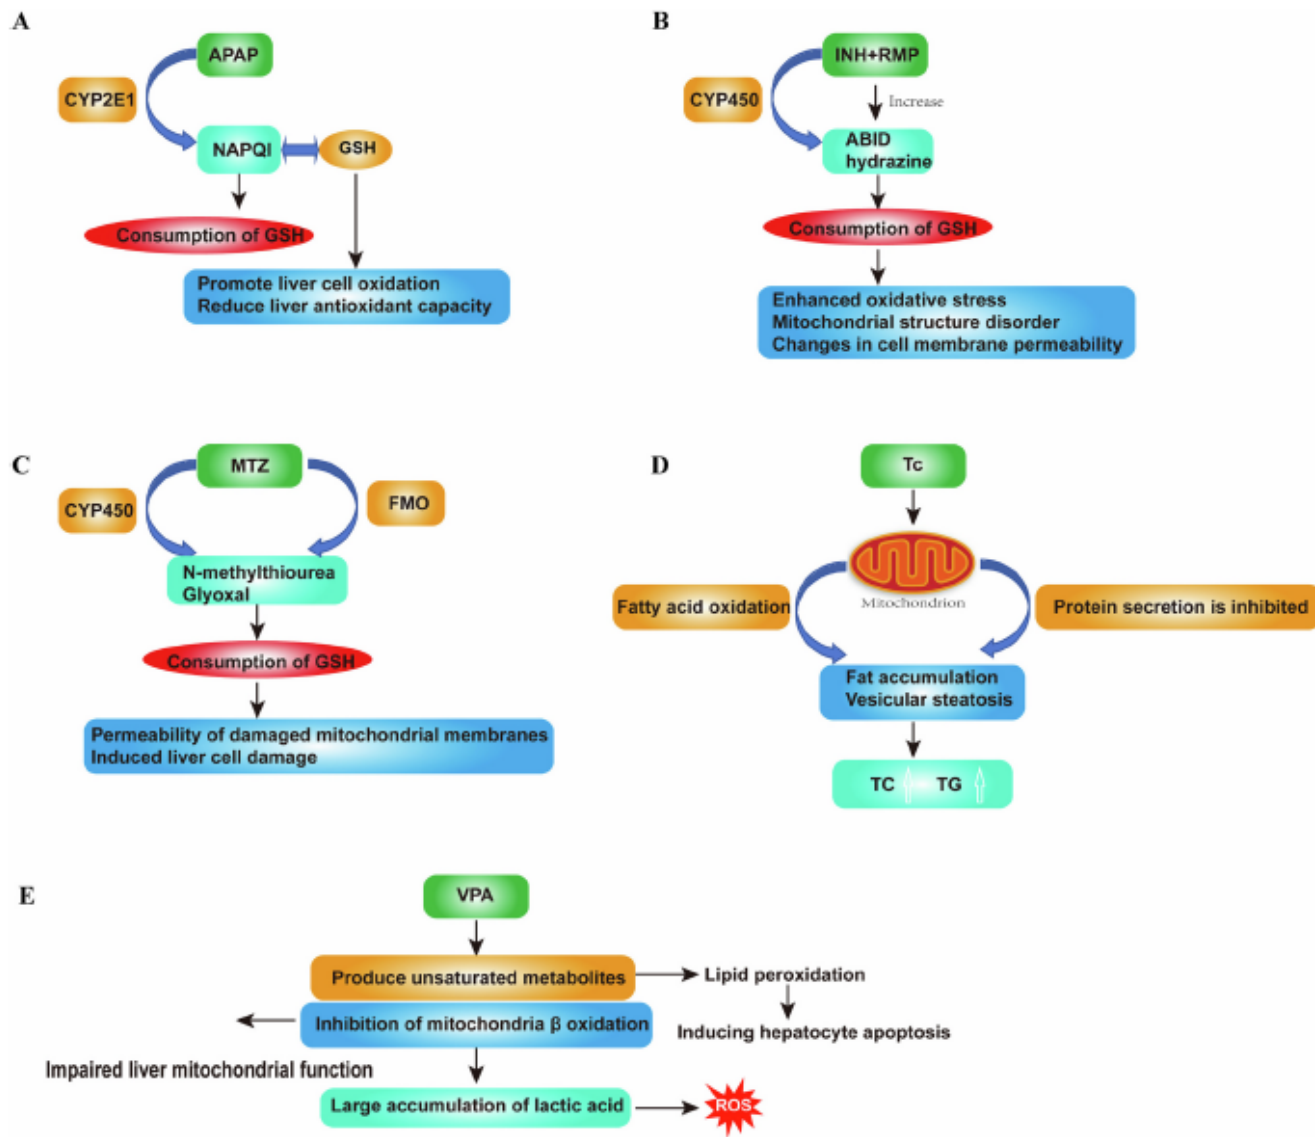 A
APAP
CYP2E1
NAPQI
GSH
Consumption of GSH
Promote liver cell oxidation
Reduce liver antioxidant capacity
B
INH+RMP
CYP450
Increase
ABID
hydrazine
Consumption of GSH
Enhanced oxidative stress
Mitochondrial structure disorder
Changes in cell membrane permeability
C
MTZ
CYP450
FMO
N-methylthiourea
Glyoxal
Consumption of GSH
Permeability of damaged mitochondrial membranes
Induced liver cell damage
D
Tc
Mitochondrion
Fatty acid oxidation
Protein secretion is inhibited
Fat accumulation
Vesicular steatosis
TC TG
E
VPA
Produce unsaturated metabolites
Lipid peroxidation
Inhibition of mitochondria β oxidation
Inducing hepatocyte apoptosis
Impaired liver mitochondrial function
Large accumulation of lactic acid
ROS